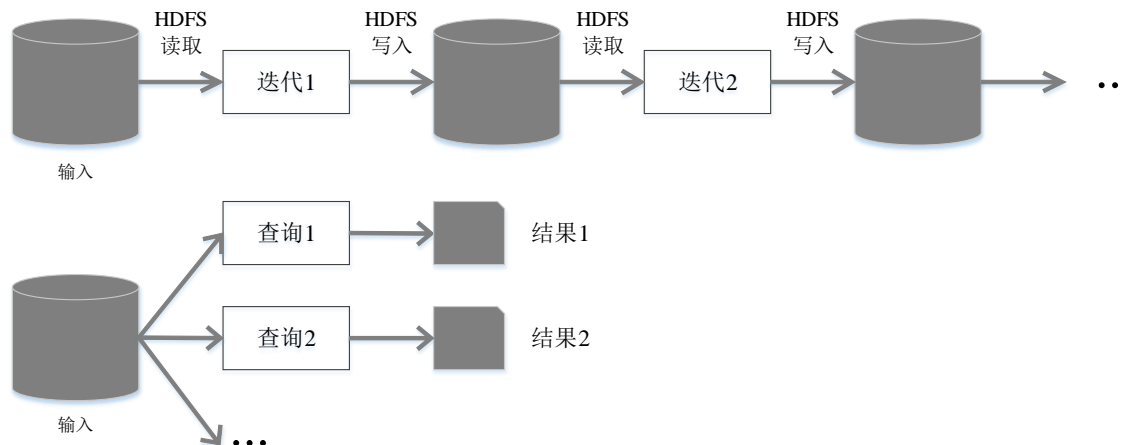 HDFS
读取
HDFS
写入
HDFS
读取
HDFS
写入
迭代1
迭代2
..
输入
查询1
结果1
查询2
结果2
输入
...